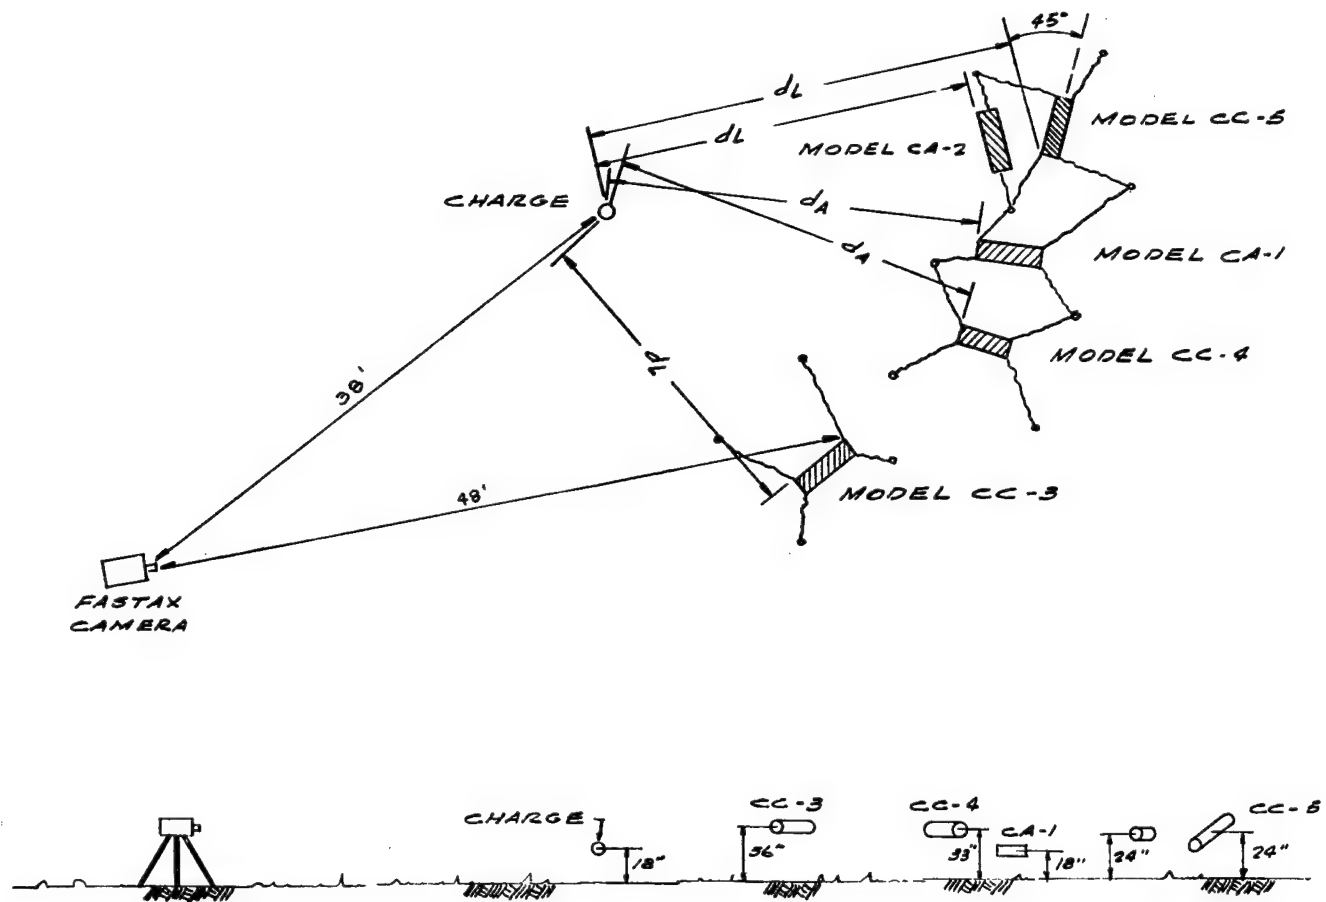 45°
dL
dL
MODEL CC-5
MODEL CA-2
CHARGE
dA
dA
MODEL CA-1
MODEL CC-4
dL
38'
48'
MODEL CC-3
FASTAX
CAMERA
CHARGE
CC-3
CC-4
CA-1
CC-5
18"
36"
33"
18"
24"
24"